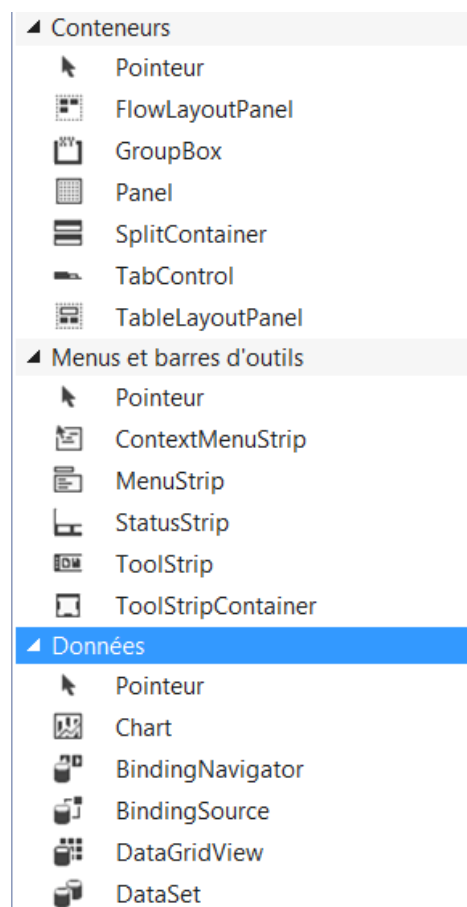 Conteneurs
Pointeur
FlowLayoutPanel
GroupBox
Panel
SplitContainer
TabControl
TableLayoutPanel
Menus et barres d'outils
Pointeur
ContextMenuStrip
MenuStrip
StatusStrip
ToolStrip
ToolStripContainer
Données
Pointeur
Chart
BindingNavigator
BindingSource
DataGridView
DataSet